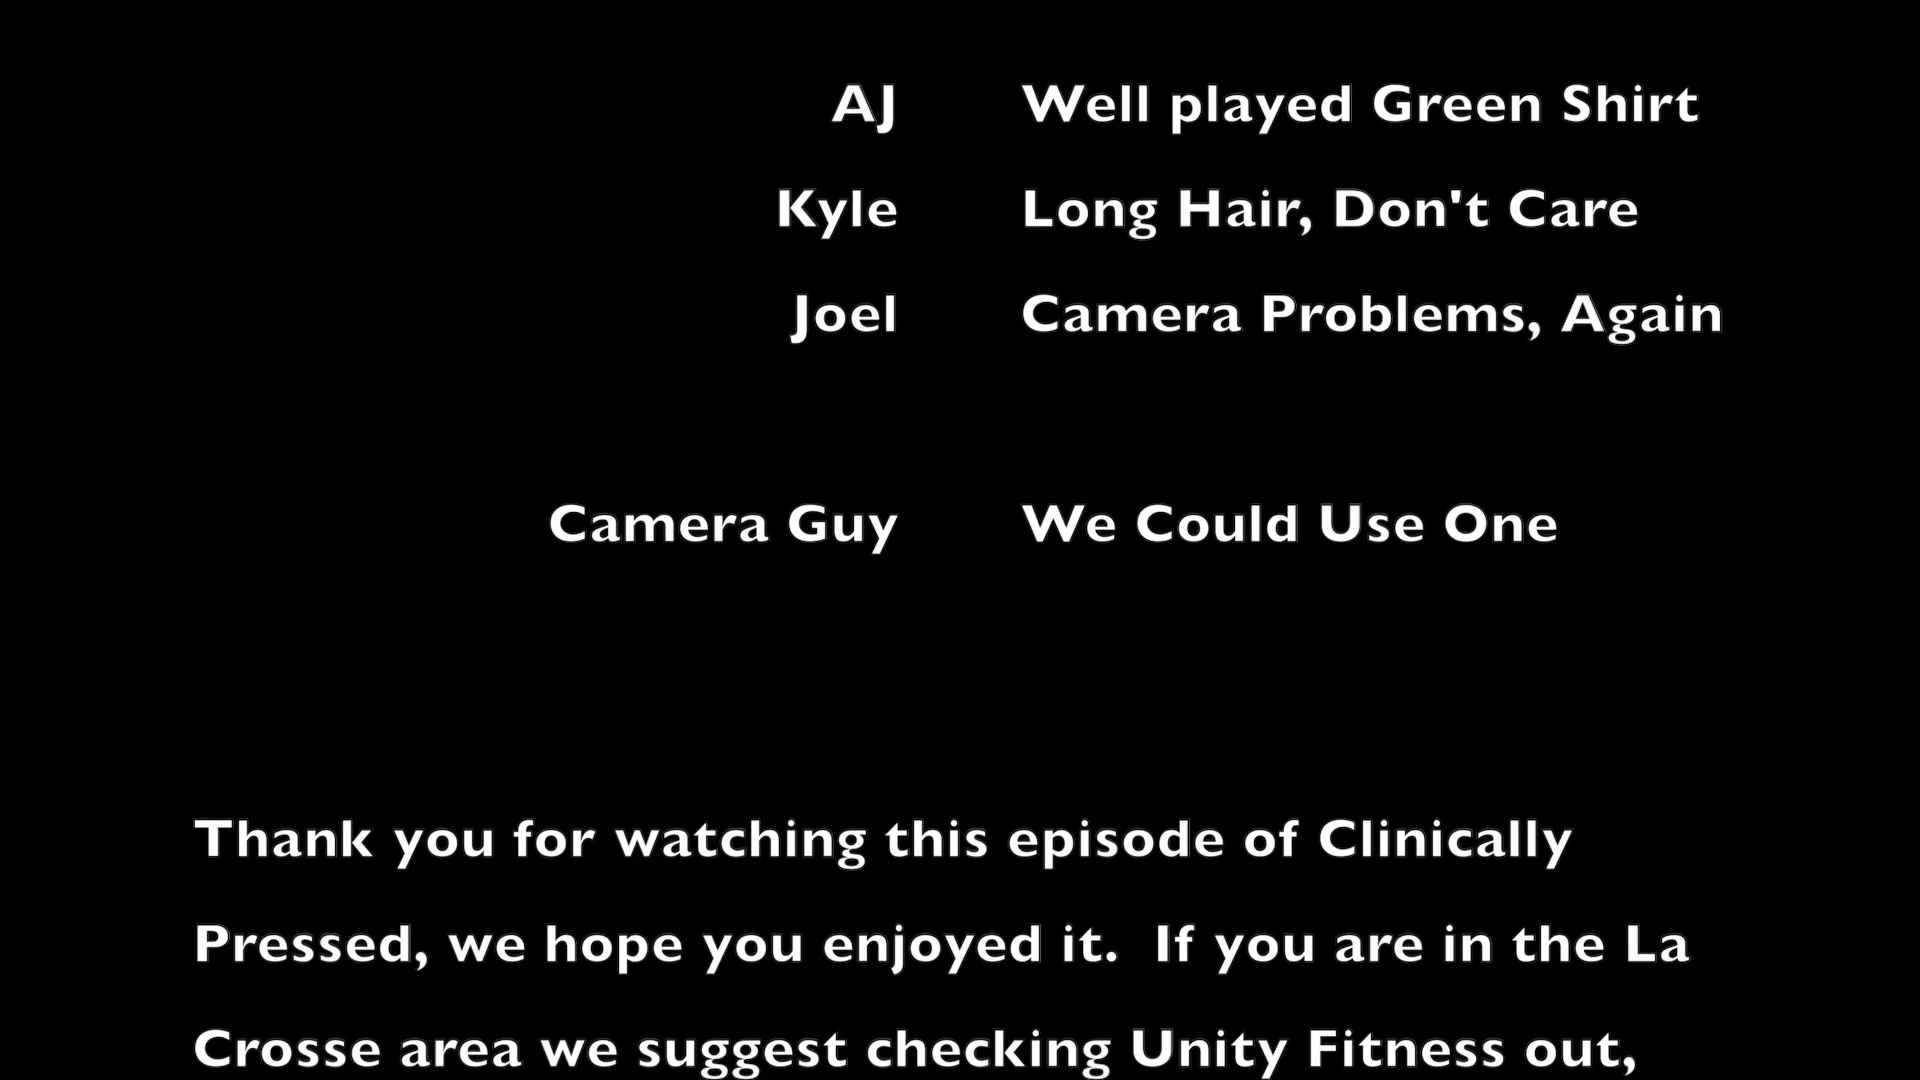 AJ Well played Green Shirt
Kyle Long Hair, Don't Care
Joel Camera Problems, Again
Camera Guy We Could Use One
Thank you for watching this episode of Clinically
Pressed, we hope you enjoyed it.  If you are in the La
Crosse area we suggest checking Unity Fitness out,